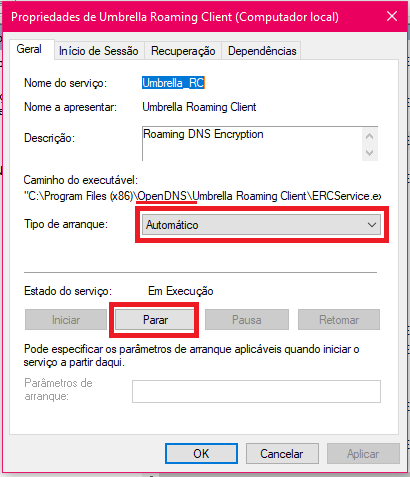 Propriedades de Umbrella Roaming Client (Computador local)
Geral Início de Sessão Recuperação Dependências
Nome do serviço: Umbrella_RC
Nome a apresentar: Umbrella Roaming Client
Descrição: Roaming DNS Encryption
Caminho do executável:
"C:\Program Files (x86)\OpenDNS\Umbrella Roaming Client\ERCService.ex
Tipo de arranque: Automático
Estado do serviço: Em Execução
Iniciar Parar Pausa Retomar
Pode especificar os parâmetros de arranque aplicáveis quando iniciar o
serviço a partir daqui.
Parâmetros de
arranque:
OK Cancelar Aplicar